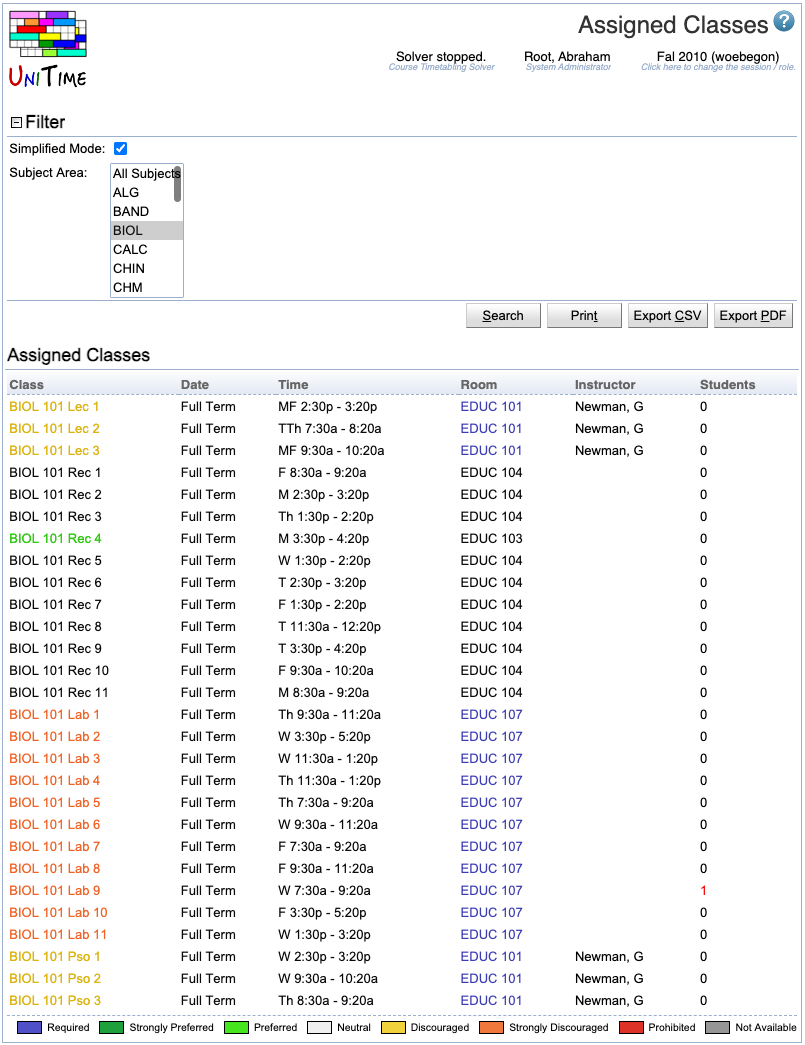 Assigned Classes ?
UniTime
Solver stopped. Root, Abraham Fal 2010 (woebegon)
Course Timetabling Solver System Administrator Click here to change the session / role.
Filter
Simplified Mode:
Subject Area: All Subjects
ALG
BAND
BIOL
CALC
CHIN
CHM
Search Print Export CSV Export PDF
Assigned Classes
Class Date Time Room Instructor Students
BIOL 101 Lec 1 Full Term MF 2:30p - 3:20p EDUC 101 Newman, G 0
BIOL 101 Lec 2 Full Term TTh 7:30a - 8:20a EDUC 101 Newman, G 0
BIOL 101 Lec 3 Full Term MF 9:30a - 10:20a EDUC 101 Newman, G 0
BIOL 101 Rec 1 Full Term F 8:30a - 9:20a EDUC 104 0
BIOL 101 Rec 2 Full Term M 2:30p - 3:20p EDUC 104 0
BIOL 101 Rec 3 Full Term Th 1:30p - 2:20p EDUC 104 0
BIOL 101 Rec 4 Full Term M 3:30p - 4:20p EDUC 103 0
BIOL 101 Rec 5 Full Term W 1:30p - 2:20p EDUC 104 0
BIOL 101 Rec 6 Full Term T 2:30p - 3:20p EDUC 104 0
BIOL 101 Rec 7 Full Term F 1:30p - 2:20p EDUC 104 0
BIOL 101 Rec 8 Full Term T 11:30a - 12:20p EDUC 104 0
BIOL 101 Rec 9 Full Term T 3:30p - 4:20p EDUC 104 0
BIOL 101 Rec 10 Full Term F 9:30a - 10:20a EDUC 104 0
BIOL 101 Rec 11 Full Term M 8:30a - 9:20a EDUC 104 0
BIOL 101 Lab 1 Full Term Th 9:30a - 11:20a EDUC 107 0
BIOL 101 Lab 2 Full Term W 3:30p - 5:20p EDUC 107 0
BIOL 101 Lab 3 Full Term W 11:30a - 1:20p EDUC 107 0
BIOL 101 Lab 4 Full Term Th 11:30a - 1:20p EDUC 107 0
BIOL 101 Lab 5 Full Term Th 7:30a - 9:20a EDUC 107 0
BIOL 101 Lab 6 Full Term W 9:30a - 11:20a EDUC 107 0
BIOL 101 Lab 7 Full Term F 7:30a - 9:20a EDUC 107 0
BIOL 101 Lab 8 Full Term F 9:30a - 11:20a EDUC 107 0
BIOL 101 Lab 9 Full Term W 7:30a - 9:20a EDUC 107 1
BIOL 101 Lab 10 Full Term F 3:30p - 5:20p EDUC 107 0
BIOL 101 Lab 11 Full Term W 1:30p - 3:20p EDUC 107 0
BIOL 101 Pso 1 Full Term W 2:30p - 3:20p EDUC 101 Newman, G 0
BIOL 101 Pso 2 Full Term W 9:30a - 10:20a EDUC 101 Newman, G 0
BIOL 101 Pso 3 Full Term Th 8:30a - 9:20a EDUC 101 Newman, G 0
Required Strongly Preferred Preferred Neutral Discouraged Strongly Discouraged Prohibited Not Available